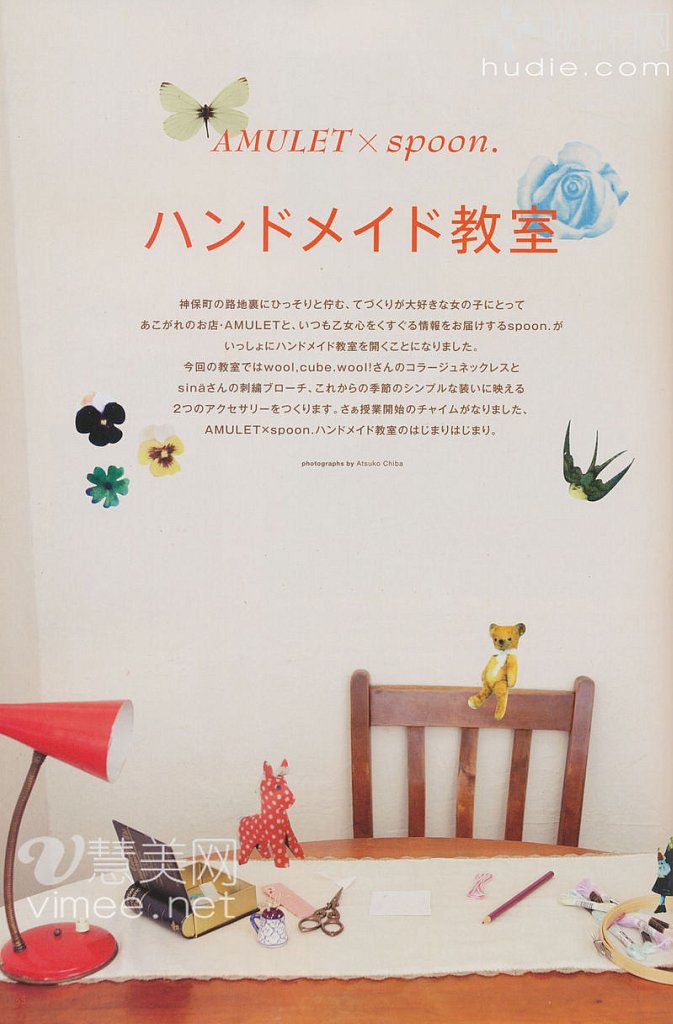 hudie.com
AMULET × spoon.
ハンドメイド教室
神保町の路地裏にひっそりと佇む、てづくりが大好きな女の子にとって
あこがれのお店・AMULETと、いつも乙女心をくすぐる情報をお届けするspoon.が
いっしょにハンドメイド教室を開くことになりました。
今回の教室ではwool,cube,wool!さんのコラージュネックレスと
sināさんの刺繍ブローチ、これからの季節のシンプルな装いに映える
2つのアクセサリーをつくります。さぁ授業開始のチャイムがなりました、
AMULET×spoon.ハンドメイド教室のはじまりはじまり。
photographs by Atsuko Chiba
慧美网
vimee.net